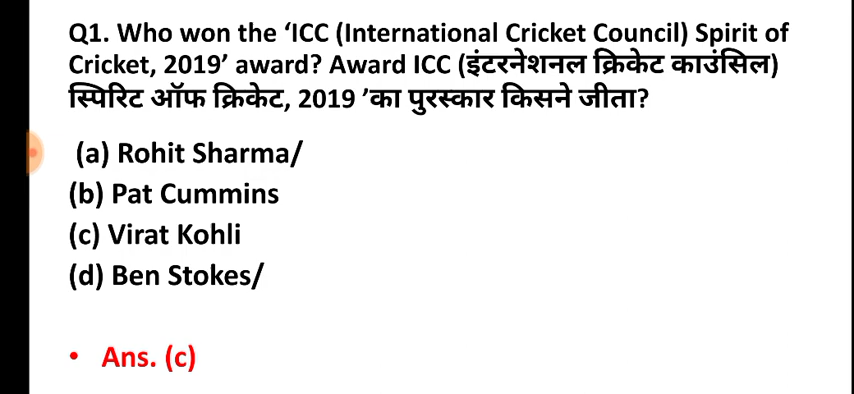 Q1. Who won the ‘ICC (International Cricket Council) Spirit of
Cricket, 2019’ award? Award ICC (इंटरनेशनल क्रिकेट काउंसिल)
स्पिरिट ऑफ क्रिकेट, 2019 ’का पुरस्कार किसने जीता?
(a) Rohit Sharma/
(b) Pat Cummins
(c) Virat Kohli
(d) Ben Stokes/
• Ans. (c)